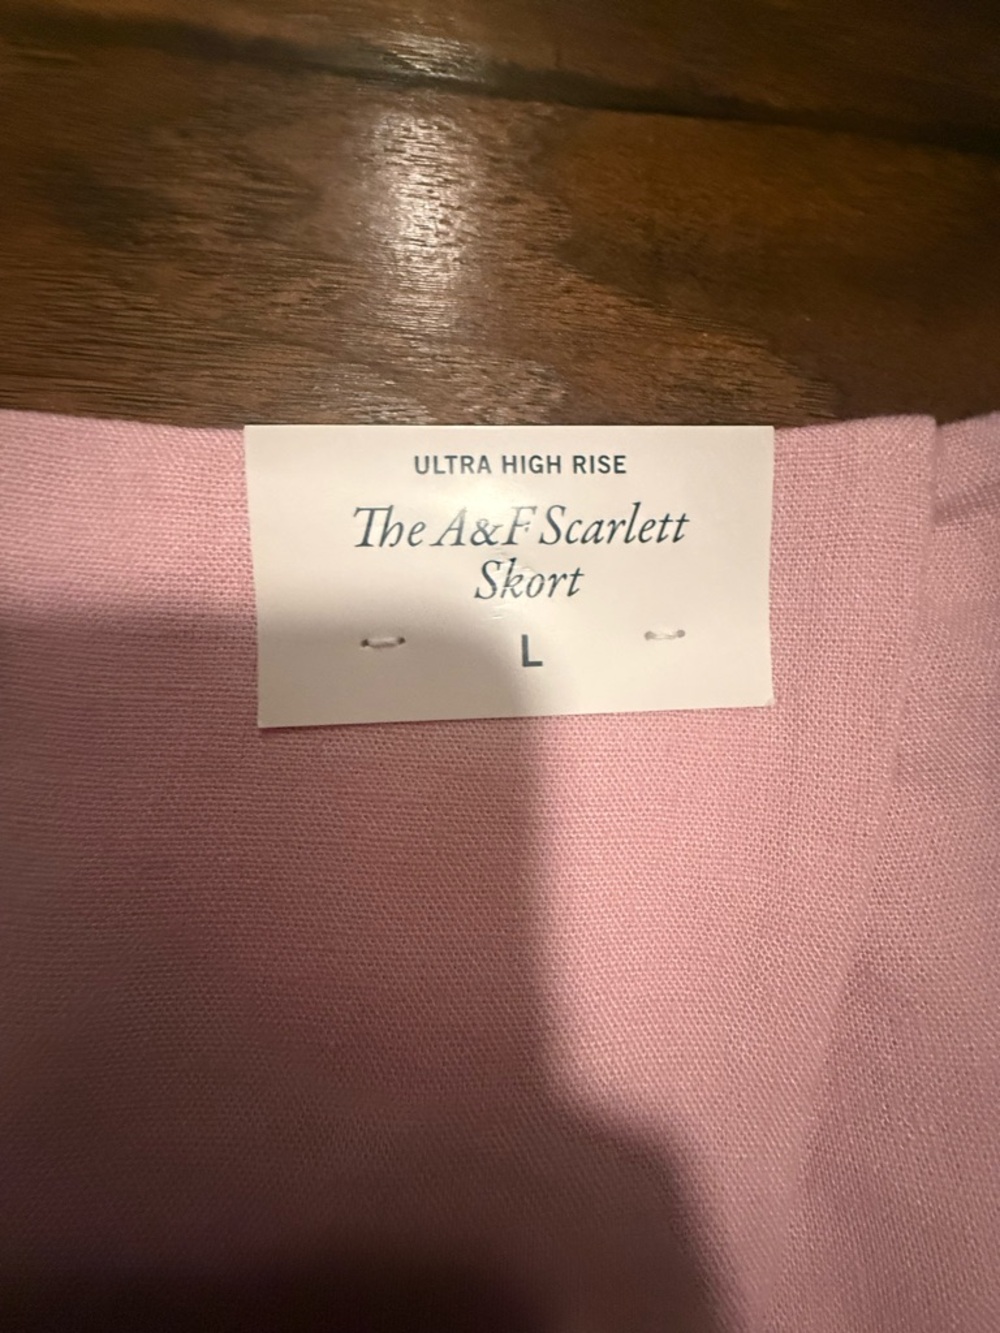 ULTRA HIGH RISE
The A&F Scarlett
Skort
L